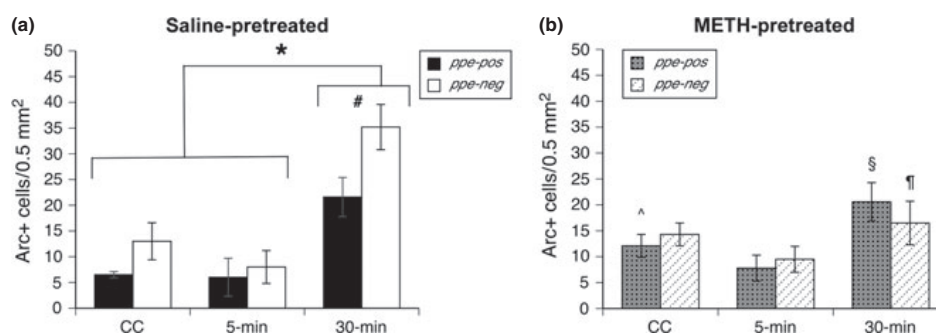 (a)
Saline-pretreated
50
45
40
35
30
25
20
15
10
5
0
Arc+ cells/0.5 mm²
*
#
ppe-pos
ppe-neg
CC
5-min
30-min
(b)
METH-pretreated
50
45
40
35
30
25
20
15
10
5
0
Arc+ cells/0.5 mm²
ppe-pos
ppe-neg
^
§
¶
CC
5-min
30-min